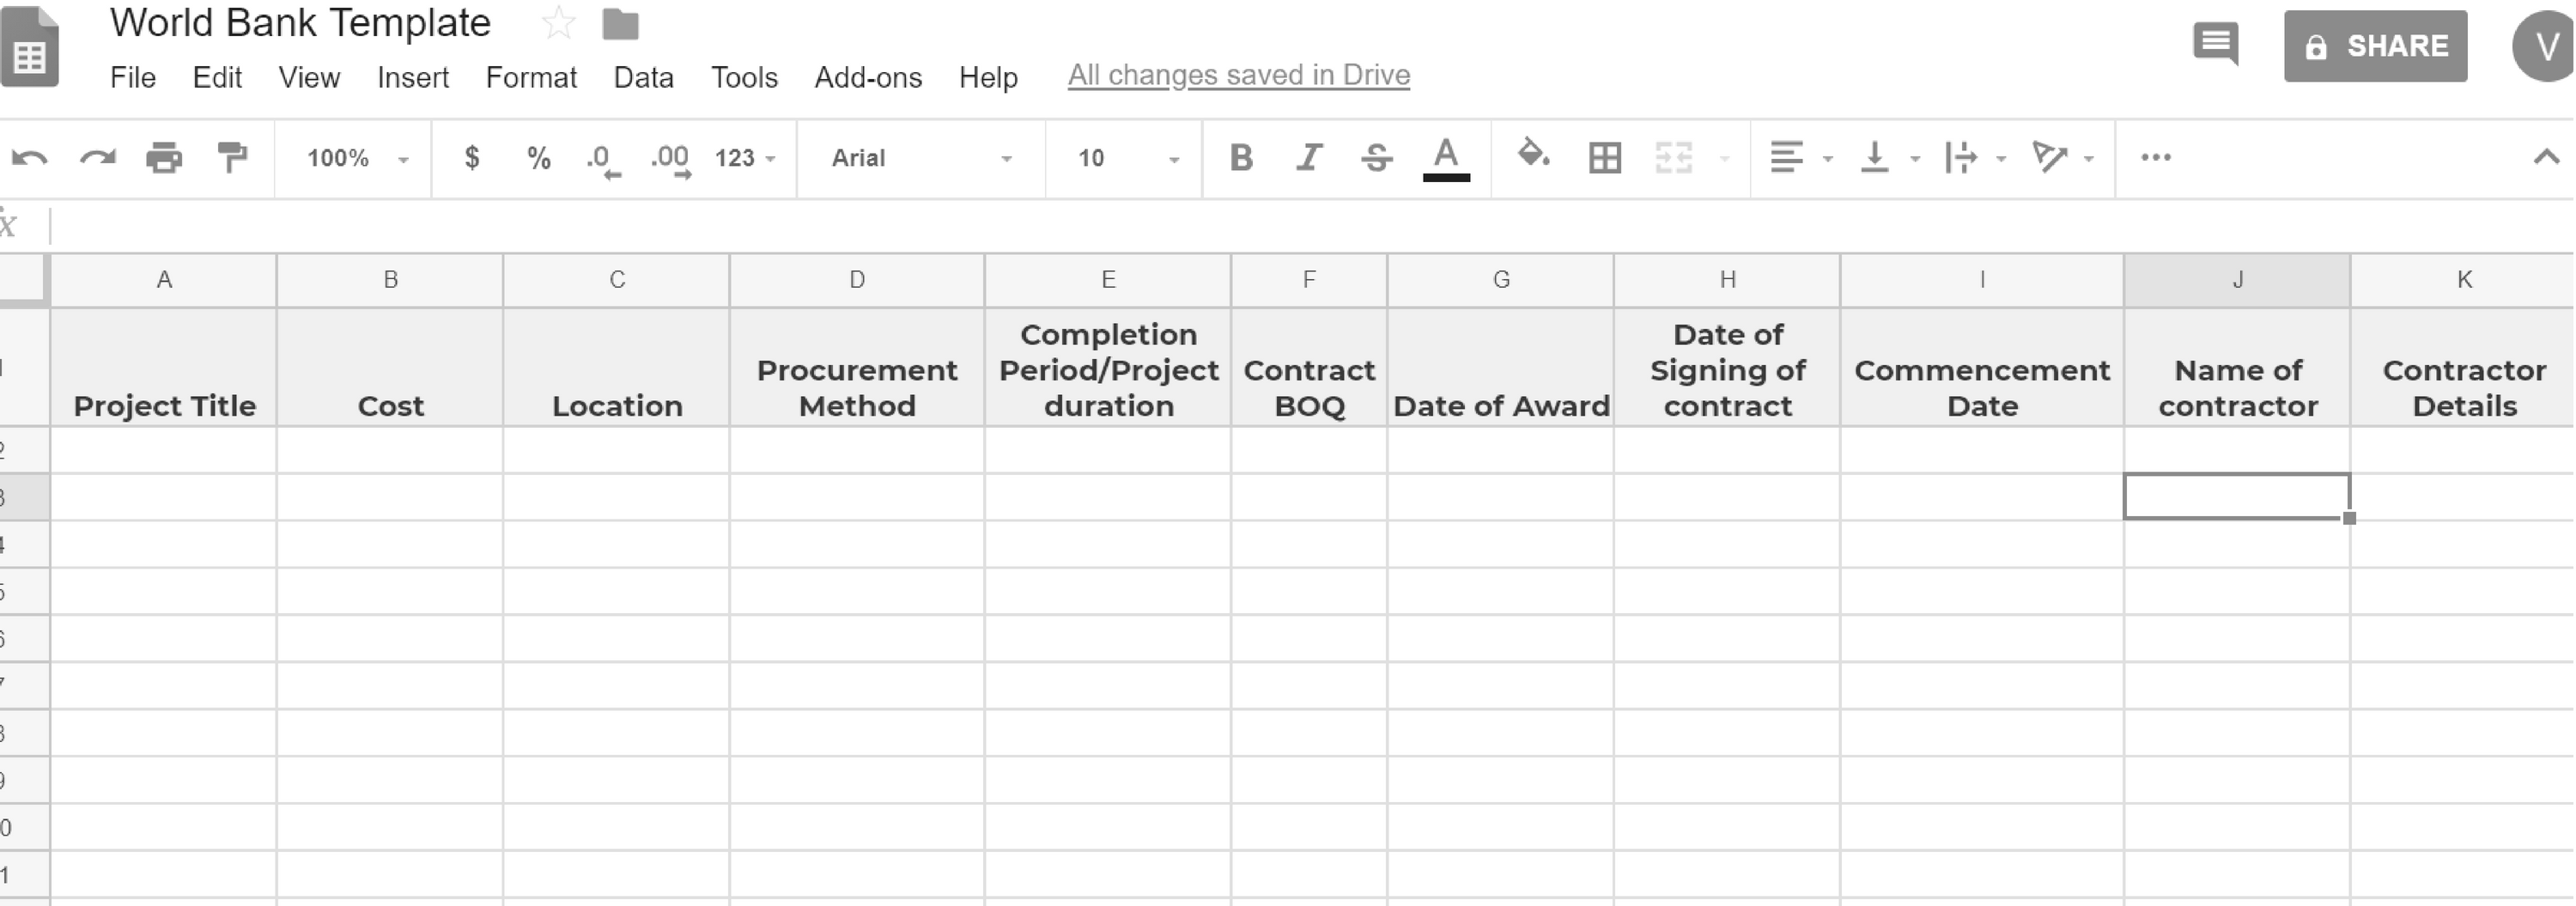 World Bank Template
File Edit View Insert Format Data Tools Add-ons Help All changes saved in Drive
SHARE V
100% $ % .0 .00 123 Arial 10 B I S A
A B C D E F G H I J K
Project Title Cost Location Procurement Method Completion Period/Project duration Contract BOQ Date of Award Date of Signing of contract Commencement Date Name of contractor Contractor Details
2
3
4
5
6
7
8
9
0
1